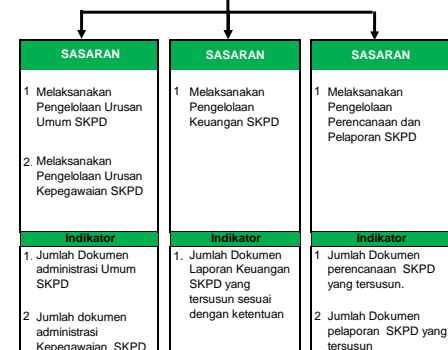 SASARAN
1 Melaksanakan
Pengelolaan Urusan
Umum SKPD
2. Melaksanakan
Pengelolaan Urusan
Kepegawaian SKPD
Indikator
1. Jumlah Dokumen
administrasi Umum
SKPD
2 Jumlah dokumen
administrasi
Kepegawaian SKPD
SASARAN
1 Melaksanakan
Pengelolaan
Keuangan SKPD
Indikator
1. Jumlah Dokumen
Laporan Keuangan
SKPD yang
tersusun sesuai
dengan ketentuan
SASARAN
1 Melaksanakan
Pengelolaan
Perencanaan dan
Pelaporan SKPD
Indikator
1 Jumlah Dokumen
perencanaan SKPD
yang tersusun.
2 Jumlah Dokumen
pelaporan SKPD yang
tersusun